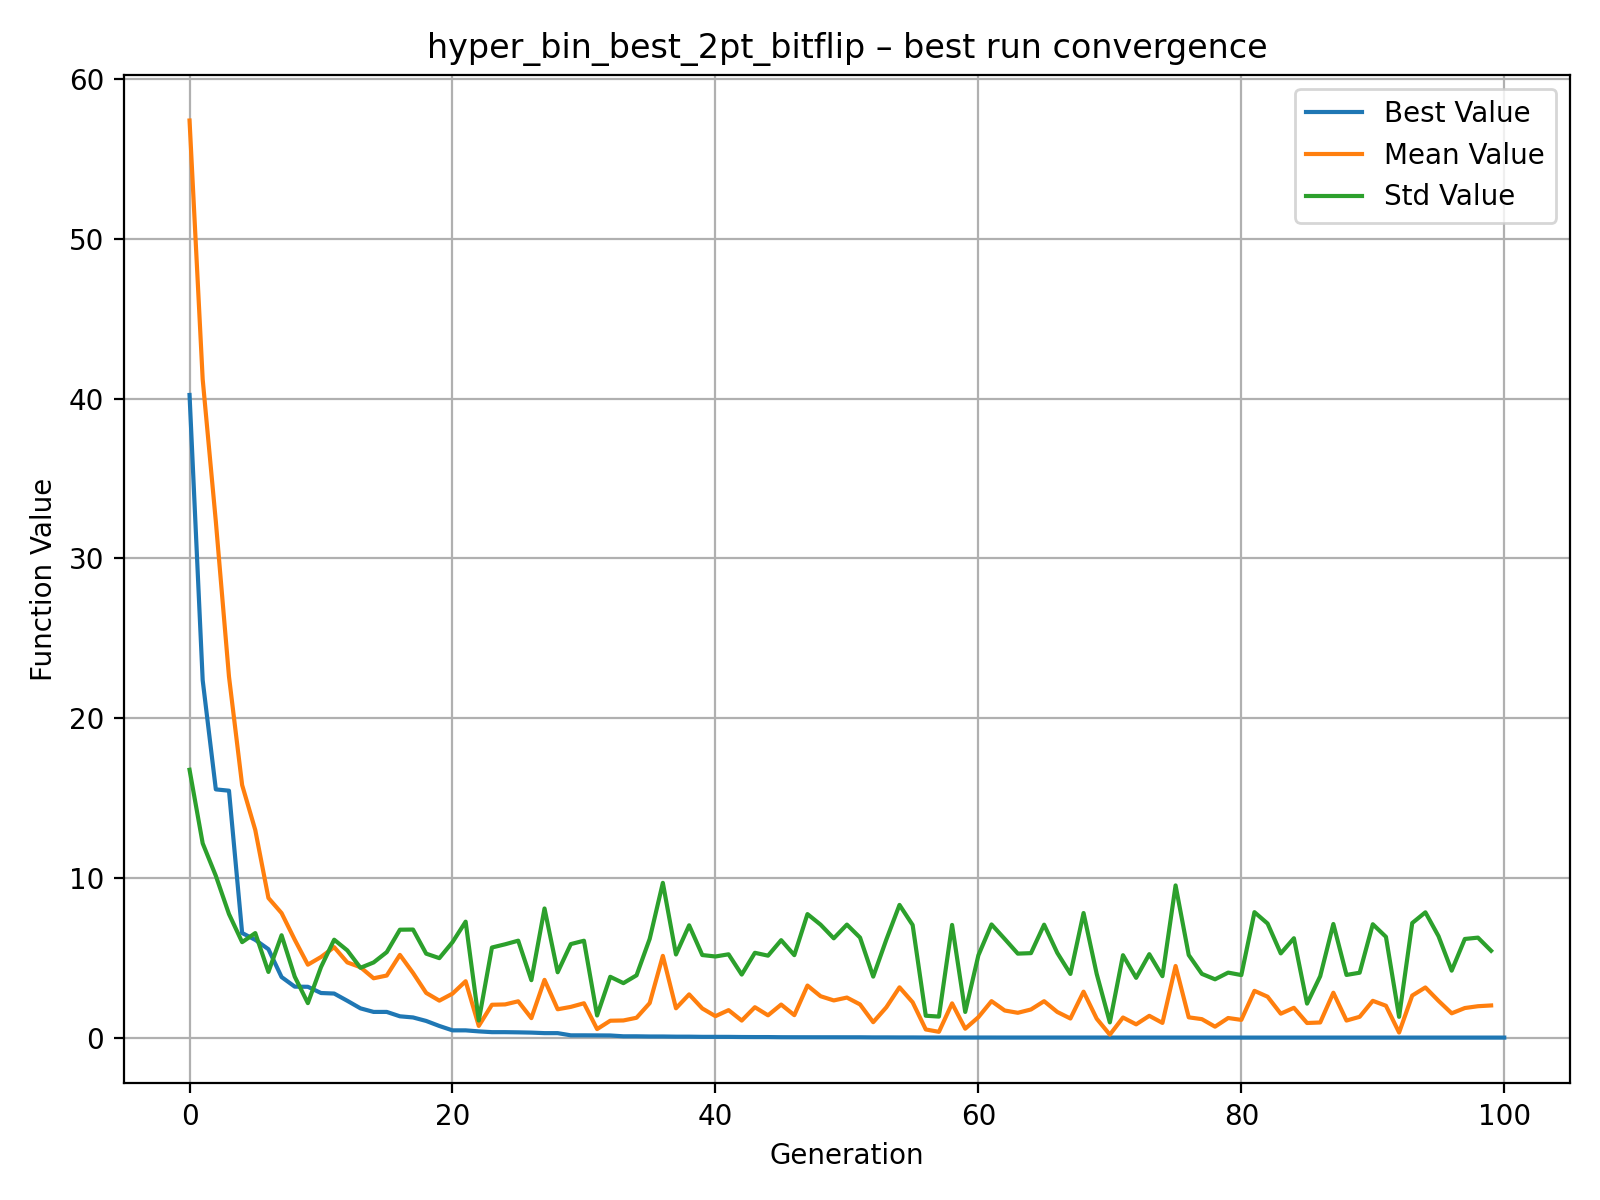 hyper_bin_best_2pt_bitflip – best run convergence
60
50
40
30
20
10
0
Function Value
Best Value
Mean Value
Std Value
0 20 40 60 80 100
Generation